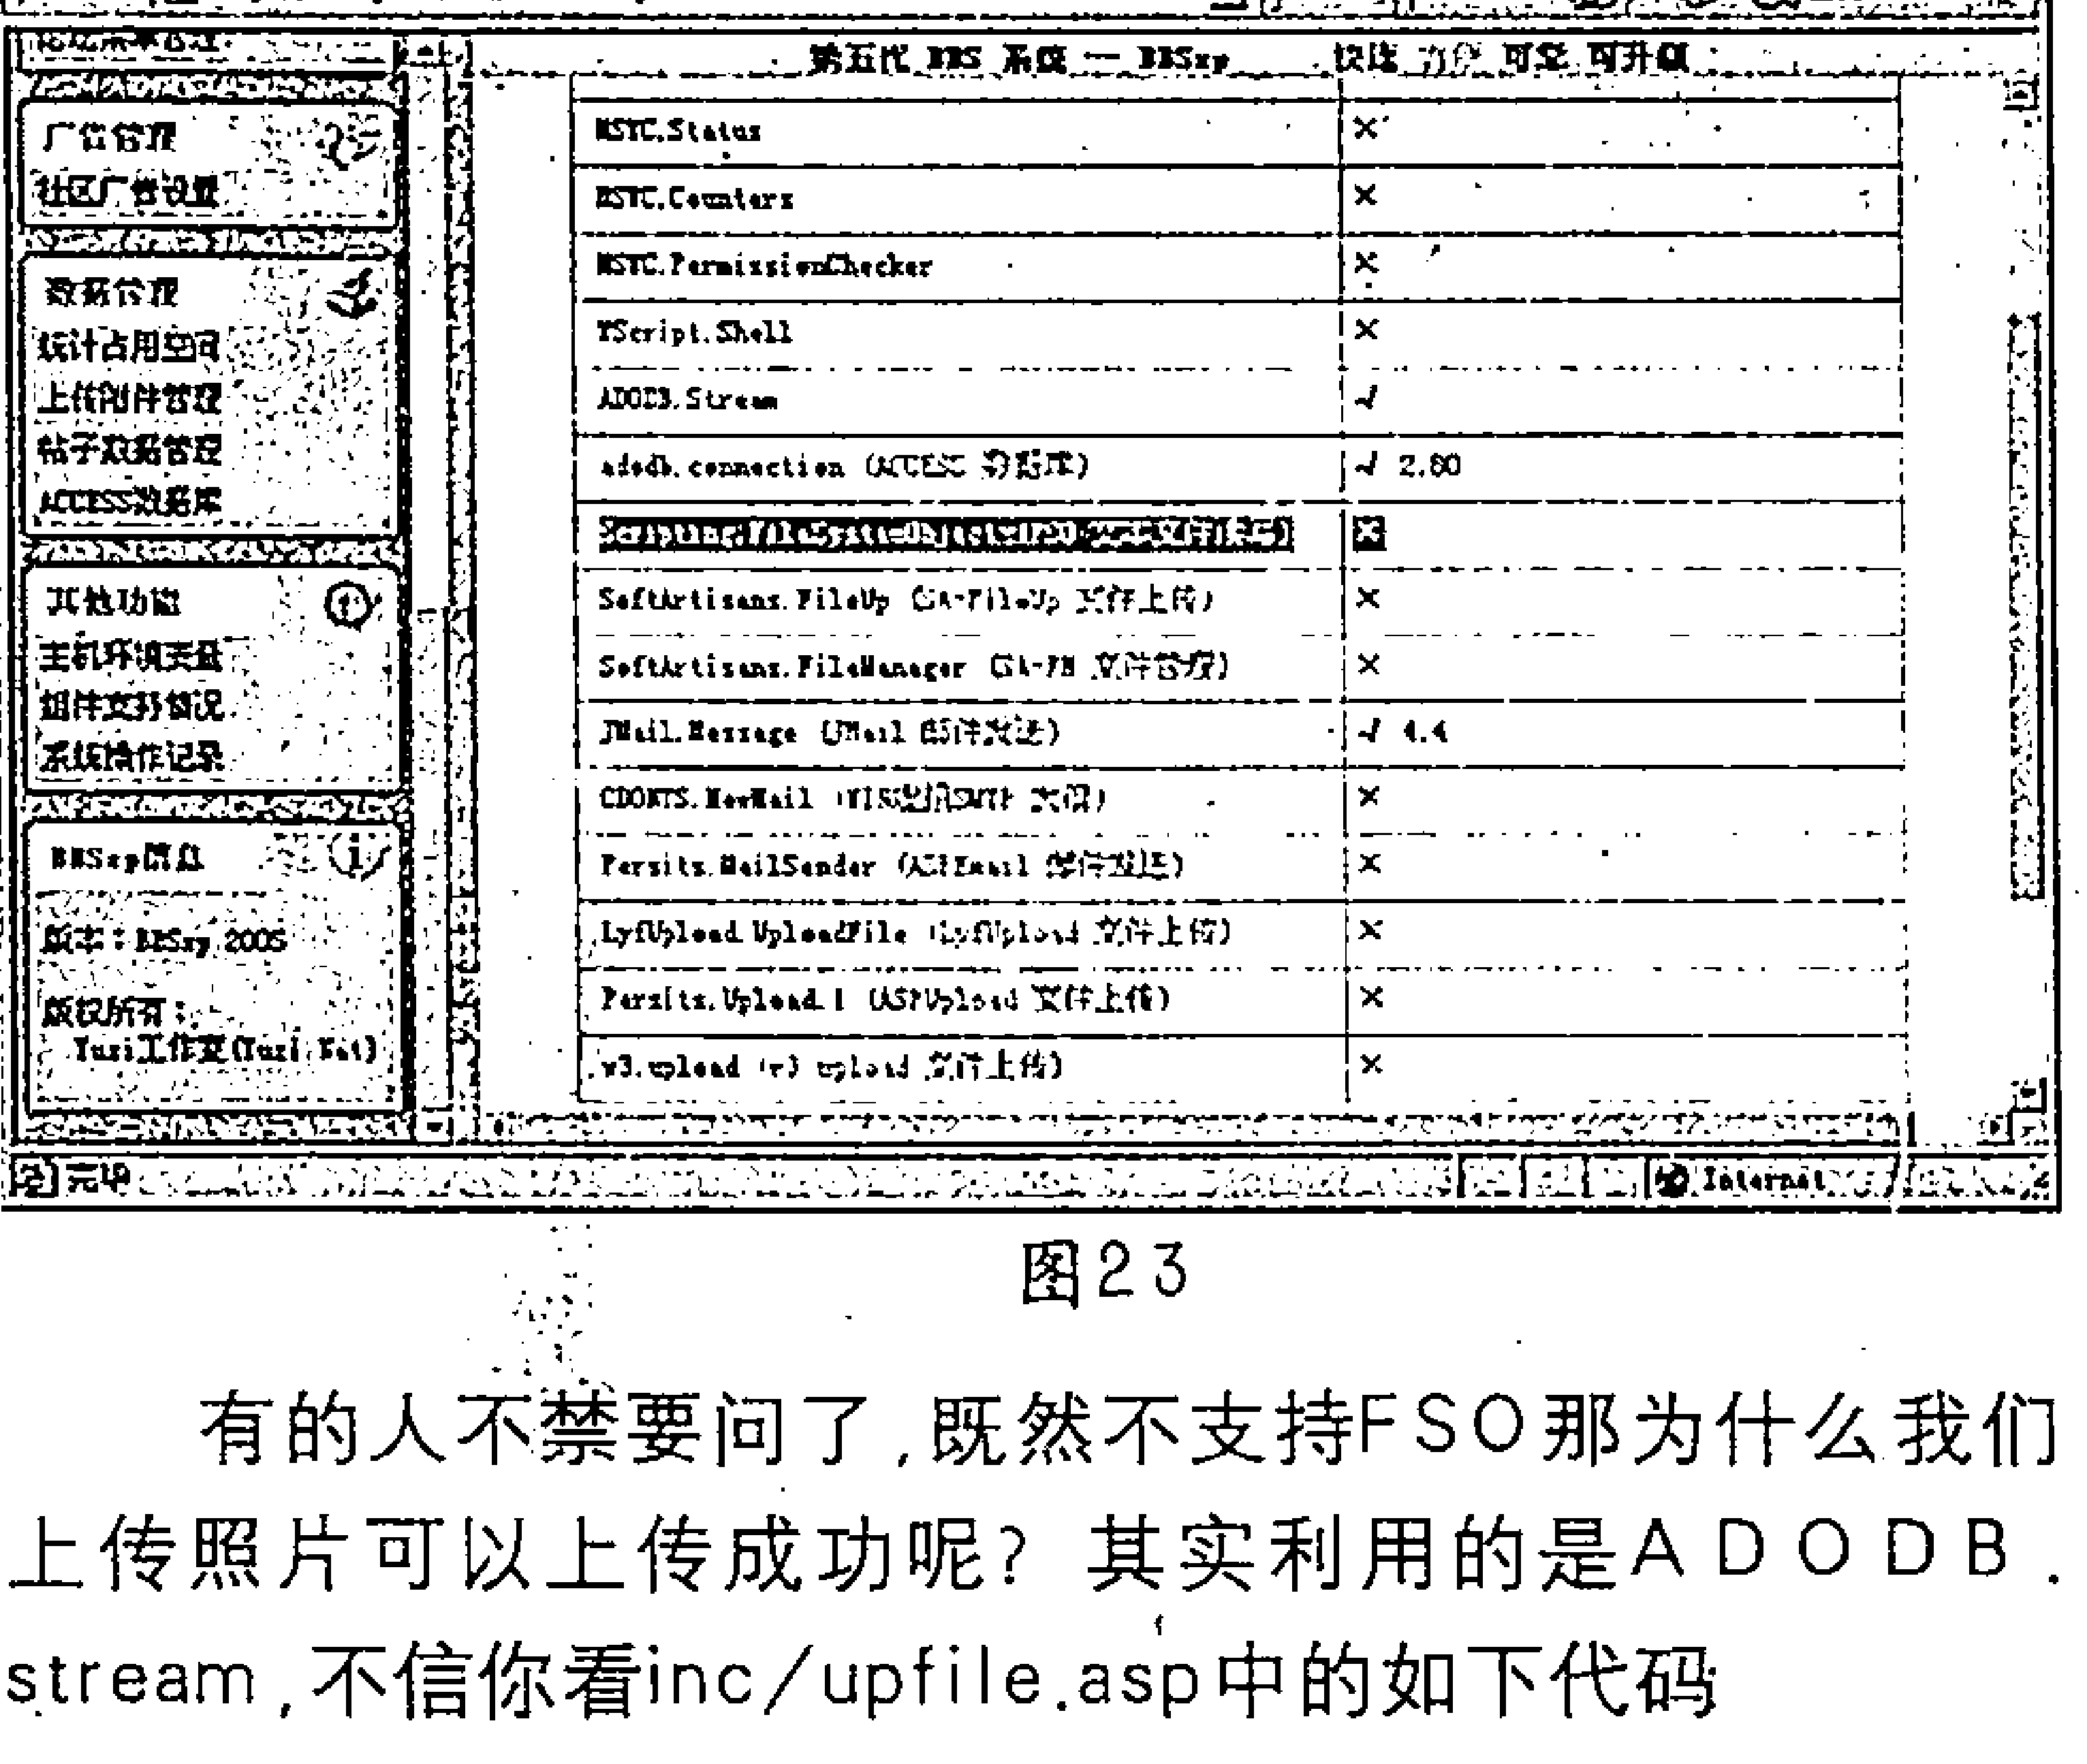 第五代 BBS 系统 — BBSxp 快捷 可升级
广告管理
社区广告设置
数据管理
统计占用空间
上传附件管理
帖子数据管理
ACCESS数据库
其他功能
主机环境变量
组件支持情况
系统操作记录
BBSxp信息
版本：BBSxp 2005
版权所有：
Yuzi工作室(Yuzi.Net)
MSWC.Status ×
MSWC.Counters ×
MSWC.PermissionChecker ×
WScript.Shell ×
ADODB.Stream √
adodb.connection (ACCESS 数据库) √ 2.80
Scripting.FileSystemObject ×
SoftArtisans.FileUp (SA-FileUp 文件上传) ×
SoftArtisans.FileManager (SA-FM 文件管理) ×
JMail.Message (JMail 邮件发送) √ 4.4
CDONTS.NewMail ×
Persits.MailSender (ASPEmail 邮件发送) ×
LyfUpload.UploadFile (LyfUpload 文件上传) ×
Persits.Upload.1 (ASPUpload 文件上传) ×
w3.upload 文件上传) ×
完毕 Internet
图23
有的人不禁要问了,既然不支持FSO那为什么我们
上传照片可以上传成功呢? 其实利用的是ADODB.
stream,不信你看inc/upfile.asp中的如下代码